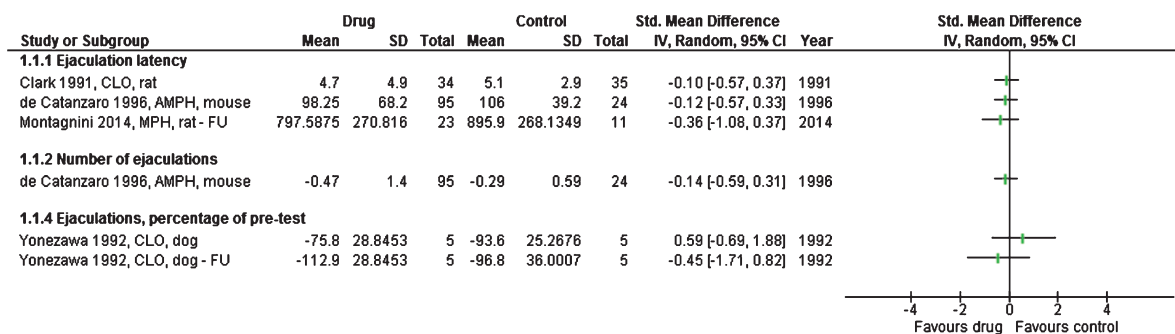 Drug Control Std. Mean Difference Std. Mean Difference
Study or Subgroup Mean SD Total Mean SD Total IV, Random, 95% CI Year IV, Random, 95% CI
1.1.1 Ejaculation latency
Clark 1991, CLO, rat 4.7 4.9 34 5.1 2.9 35 -0.10 [-0.57, 0.37] 1991
de Catanzaro 1996, AMPH, mouse 98.25 68.2 95 106 39.2 24 -0.12 [-0.57, 0.33] 1996
Montagnini 2014, MPH, rat - FU 797.5875 270.816 23 895.9 268.1349 11 -0.36 [-1.08, 0.37] 2014
1.1.2 Number of ejaculations
de Catanzaro 1996, AMPH, mouse -0.47 1.4 95 -0.29 0.59 24 -0.14 [-0.59, 0.31] 1996
1.1.4 Ejaculations, percentage of pre-test
Yonezawa 1992, CLO, dog -75.8 28.8453 5 -93.6 25.2676 5 0.59 [-0.69, 1.88] 1992
Yonezawa 1992, CLO, dog - FU -112.9 28.8453 5 -96.8 36.0007 5 -0.45 [-1.71, 0.82] 1992
-4 -2 0 2 4
Favours drug Favours control